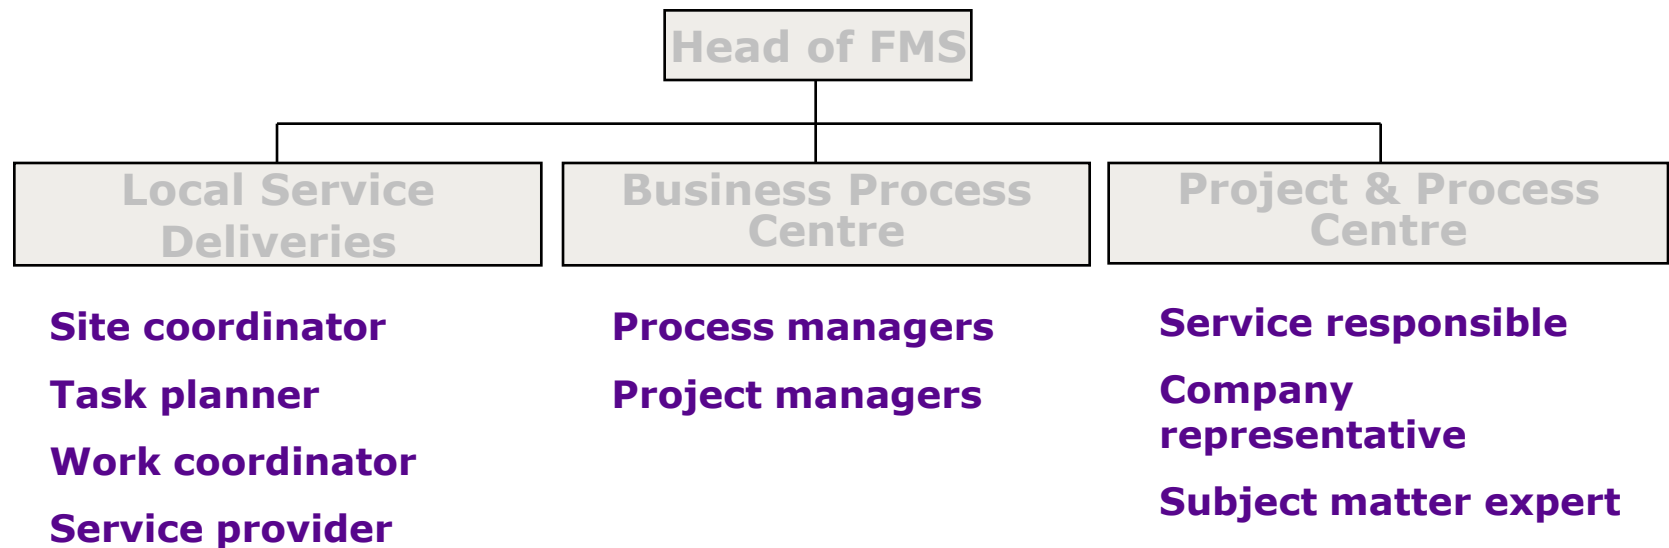 Head of FMS
Local Service
Deliveries
Business Process
Centre
Project & Process
Centre
Site coordinator
Task planner
Work coordinator
Service provider
Process managers
Project managers
Service responsible
Company
representative
Subject matter expert